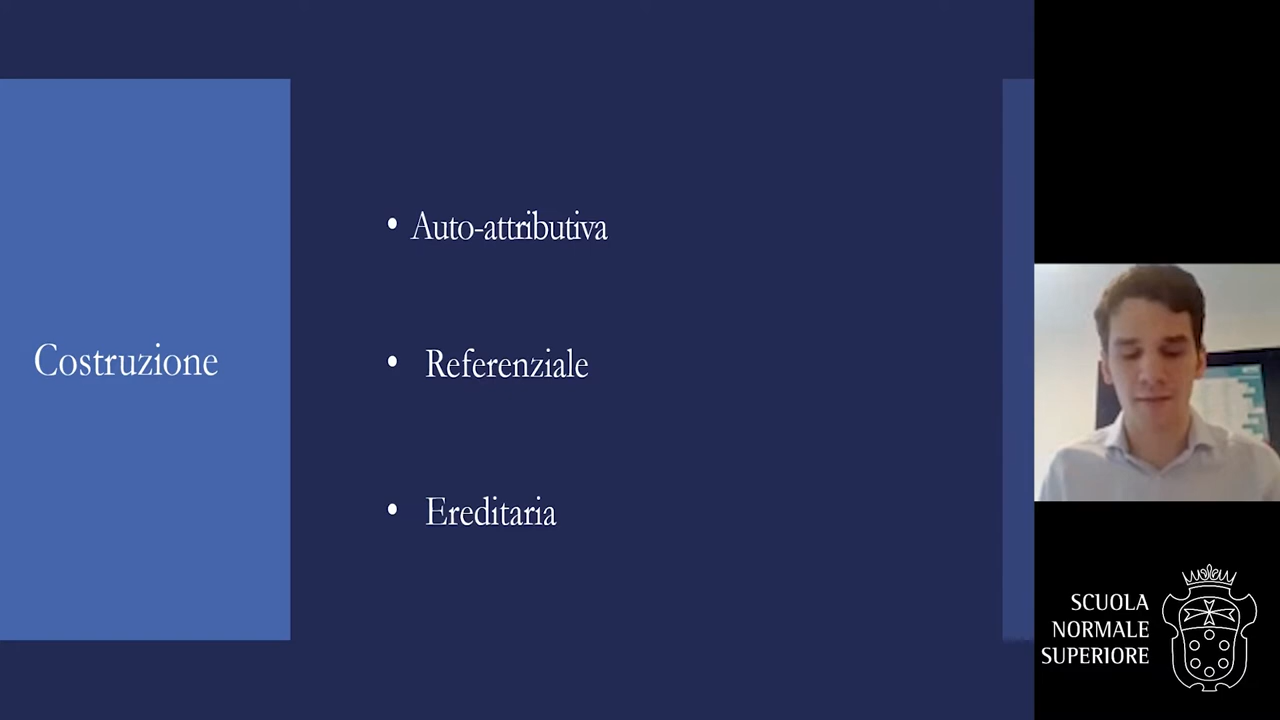 Costruzione
• Auto-attributiva
• Referenziale
• Ereditaria
SCUOLA
NORMALE
SUPERIORE